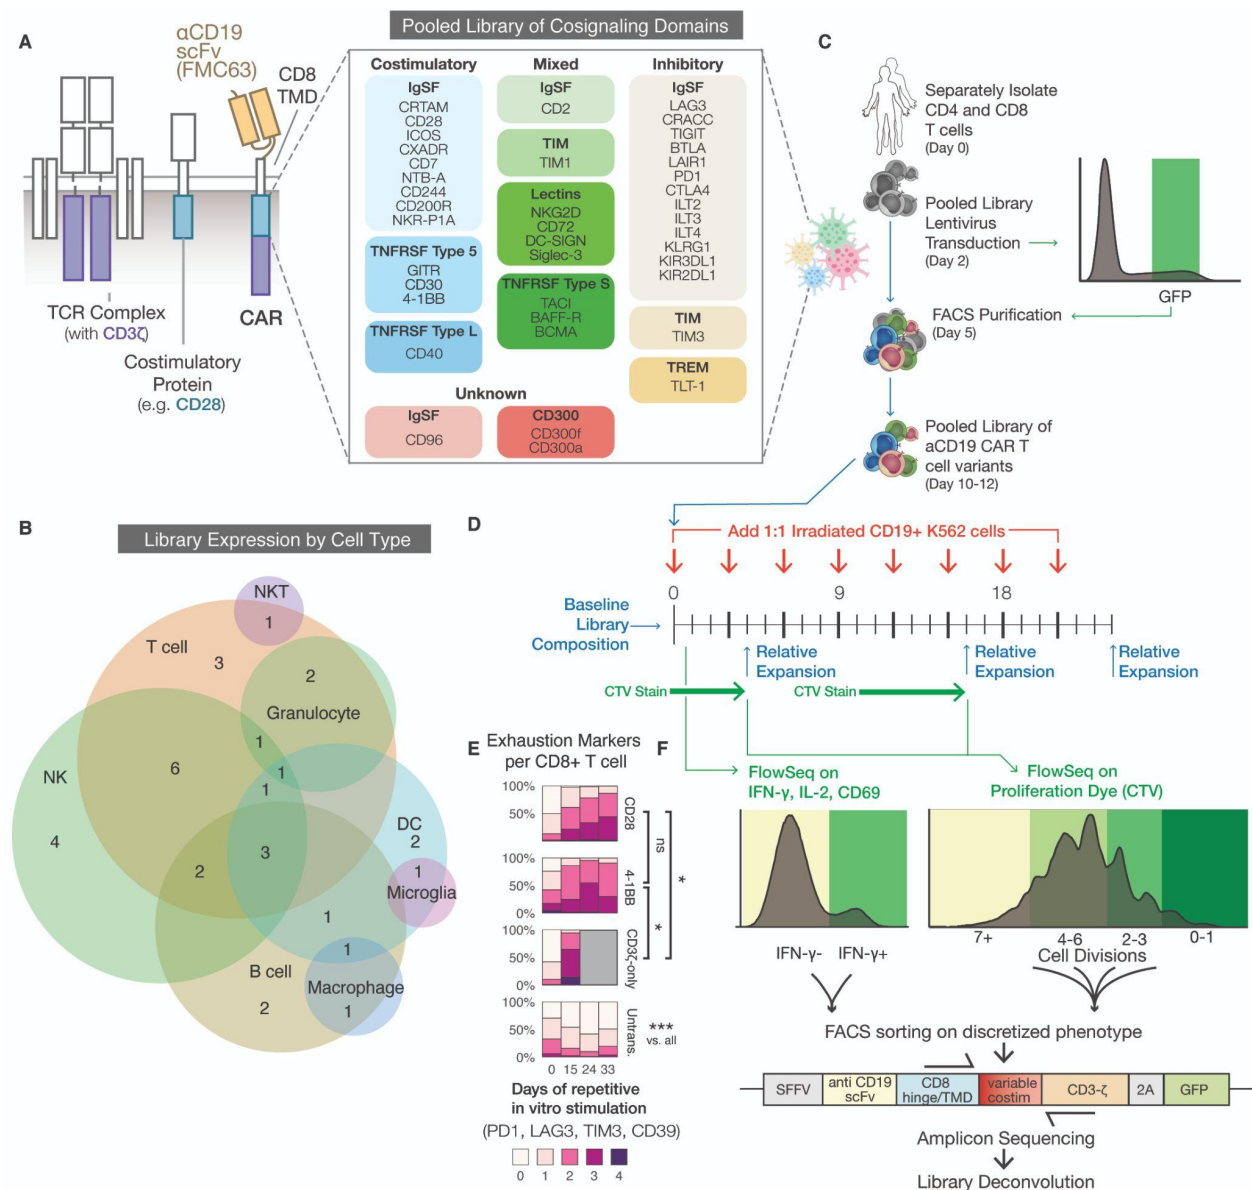 A
Pooled Library of Cosignaling Domains
αCD19
scFv
(FMC63)
CD8
TMD
TCR Complex
(with CD3ζ)
CAR
Costimulatory
Protein
(e.g. CD28)
Costimulatory
IgSF
CRTAM
CD28
ICOS
CXADR
CD7
NTB-A
CD244
CD200R
NKR-P1A
TNFRSF Type 5
GITR
CD30
4-1BB
TNFRSF Type L
CD40
Mixed
IgSF
CD2
TIM
TIM1
Lectins
NKG2D
CD72
DC-SIGN
Siglec-3
TNFRSF Type S
TACI
BAFF-R
BCMA
Inhibitory
IgSF
LAG3
CRACC
TIGIT
BTLA
LAIR1
PD1
CTLA4
ILT2
ILT3
ILT4
KLRG1
KIR3DL1
KIR2DL1
TIM
TIM3
TREM
TLT-1
Unknown
IgSF
CD96
CD300
CD300f
CD300a
C
Separately Isolate
CD4 and CD8
T cells
(Day 0)
Pooled Library
Lentivirus
Transduction
(Day 2)
GFP
FACS Purification
(Day 5)
Pooled Library of
aCD19 CAR T
cell variants
(Day 10-12)
B
Library Expression by Cell Type
NKT
1
T cell
3
2
Granulocyte
1
6
1
1
NK
4
DC
2
3
1
Microglia
2
1
1
B cell
Macrophage
2
1
D
Add 1:1 Irradiated CD19+ K562 cells
0
9
18
Baseline
Library
Composition
Relative
Expansion
Relative
Expansion
Relative
Expansion
CTV Stain
CTV Stain
E
Exhaustion Markers
per CD8+ T cell
100%
50%
0%
CD28
100%
50%
0%
4-1BB
100%
50%
0%
CD3ζ-only
100%
50%
0%
Untrans.
ns
*
*
***
vs. all
0 15 24 33
Days of repetitive
in vitro stimulation
(PD1, LAG3, TIM3, CD39)
0 1 2 3 4
F
FlowSeq on
IFN-γ, IL-2, CD69
FlowSeq on
Proliferation Dye (CTV)
IFN-γ- IFN-γ+
7+ 4-6 2-3 0-1
Cell Divisions
FACS sorting on discretized phenotype
SFFV
anti CD19
scFv
CD8
hinge/TMD
variable
costim
CD3-ζ
2A
GFP
Amplicon Sequencing
Library Deconvolution